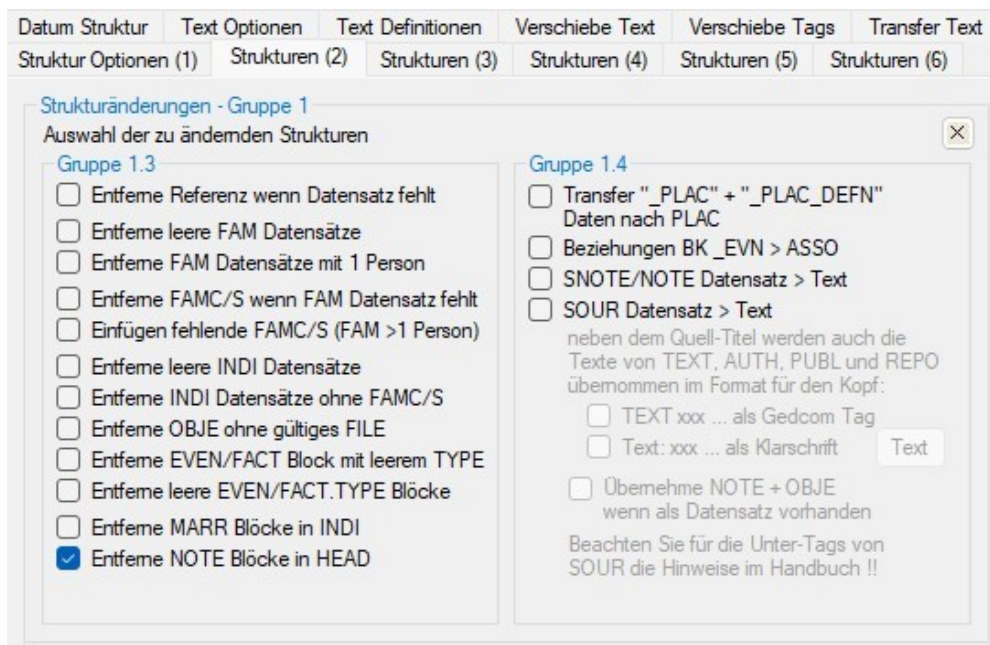 Datum Struktur Text Optionen Text Definitionen Verschiebe Text Verschiebe Tags Transfer Text
Struktur Optionen (1) Strukturen (2) Strukturen (3) Strukturen (4) Strukturen (5) Strukturen (6)
Strukturänderungen - Gruppe 1
Auswahl der zu ändernden Strukturen
Gruppe 1.3
Entferne Referenz wenn Datensatz fehlt
Entferne leere FAM Datensätze
Entferne FAM Datensätze mit 1 Person
Entferne FAMC/S wenn FAM Datensatz fehlt
Einfügen fehlende FAMC/S (FAM >1 Person)
Entferne leere INDI Datensätze
Entferne INDI Datensätze ohne FAMC/S
Entferne OBJE ohne gültiges FILE
Entferne EVEN/FACT Block mit leerem TYPE
Entferne leere EVEN/FACT.TYPE Blöcke
Entferne MARR Blöcke in INDI
Entferne NOTE Blöcke in HEAD
Gruppe 1.4
Transfer "_PLAC" + "_PLAC_DEFN"
Daten nach PLAC
Beziehungen BK _EVN > ASSO
SNOTE/NOTE Datensatz > Text
SOUR Datensatz > Text
neben dem Quell-Titel werden auch die
Texte von TEXT, AUTH, PUBL und REPO
übernommen im Format für den Kopf:
TEXT xxx ... als Gedcom Tag
Text: xxx ... als Klarschrift Text
Übernehme NOTE + OBJE
wenn als Datensatz vorhanden
Beachten Sie für die Unter-Tags von
SOUR die Hinweise im Handbuch !!